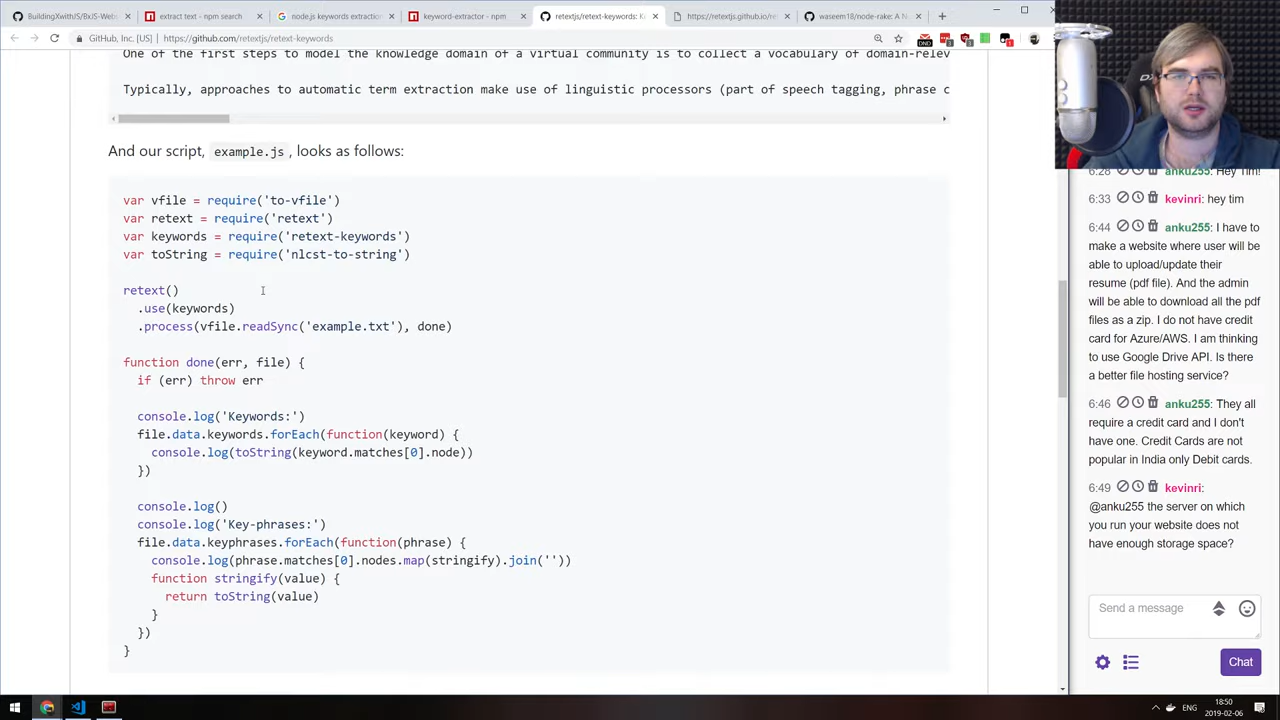 BuildingXwithJS/BxJS-Web
extract text - npm search
node.js keywords extraction
keyword-extractor - npm
retextjs/retext-keywords: K
https://retextjs.github.io/re
waseem18/node-rake: A N
GitHub, Inc. [US] | https://github.com/retextjs/retext-keywords
One of the first steps to model the knowledge domain of a virtual community is to collect a vocabulary of domain-relev
Typically, approaches to automatic term extraction make use of linguistic processors (part of speech tagging, phrase c
And our script, example.js, looks as follows:
var vfile = require('to-vfile')
var retext = require('retext')
var keywords = require('retext-keywords')
var toString = require('nlcst-to-string')
retext()
.use(keywords)
.process(vfile.readSync('example.txt'), done)
function done(err, file) {
if (err) throw err
console.log('Keywords:')
file.data.keywords.forEach(function(keyword) {
console.log(toString(keyword.matches[0].node))
})
console.log()
console.log('Key-phrases:')
file.data.keyphrases.forEach(function(phrase) {
console.log(phrase.matches[0].nodes.map(stringify).join(''))
function stringify(value) {
return toString(value)
}
})
}
6:28 anku255: Hey Tim!
6:33 kevinri: hey tim
6:44 anku255: I have to
make a website where user will be
able to upload/update their
resume (pdf file). And the admin
will be able to download all the pdf
files as a zip. I do not have credit
card for Azure/AWS. I am thinking
to use Google Drive API. Is there
a better file hosting service?
6:46 anku255: They all
require a credit card and I don't
have one. Credit Cards are not
popular in India only Debit cards.
6:49 kevinri:
@anku255 the server on which
you run your website does not
have enough storage space?
Send a message
Chat
ENG
18:50
2019-02-06